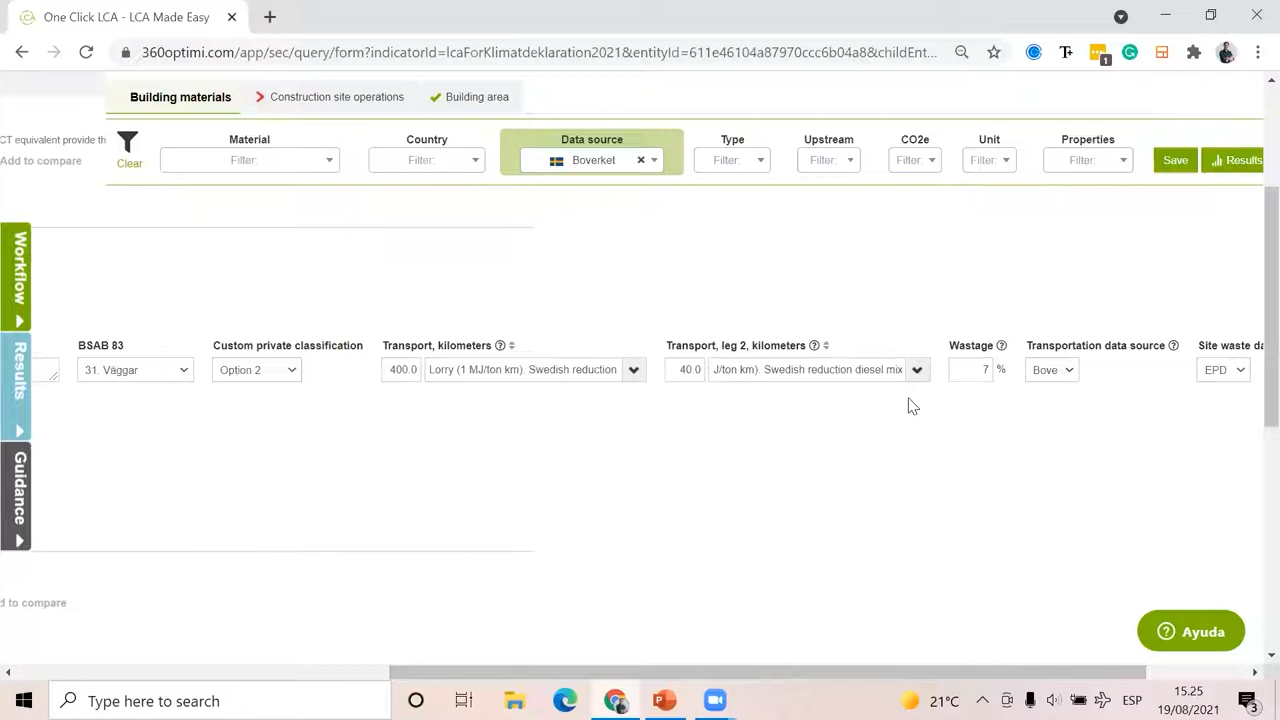 One Click LCA - LCA Made Easy
360optimi.com/app/sec/query/form?indicatorId=lcaForKlimatdeklaration2021&entityId=611e46104a87970ccc6b04a8&childEnt...
Building materials
Construction site operations
Building area
CT equivalent provide th
Add to compare
Clear
Material
Filter:
Country
Filter:
Data source
Boverket
Type
Filter:
Upstream
Filter:
CO2e
Filter:
Unit
Filter:
Properties
Filter:
Save
Results
Workflow
Results
Guidance
BSAB 83
Custom private classification
Transport, kilometers
Transport, leg 2, kilometers
Wastage
Transportation data source
Site waste da
31. Väggar
Option 2
400.0
Lorry (1 MJ/ton km). Swedish reduction
40.0
J/ton km). Swedish reduction diesel mix
7 %
Bove
EPD
d to compare
Ayuda
Type here to search
21°C
ESP
15.25
19/08/2021
3
1
T+